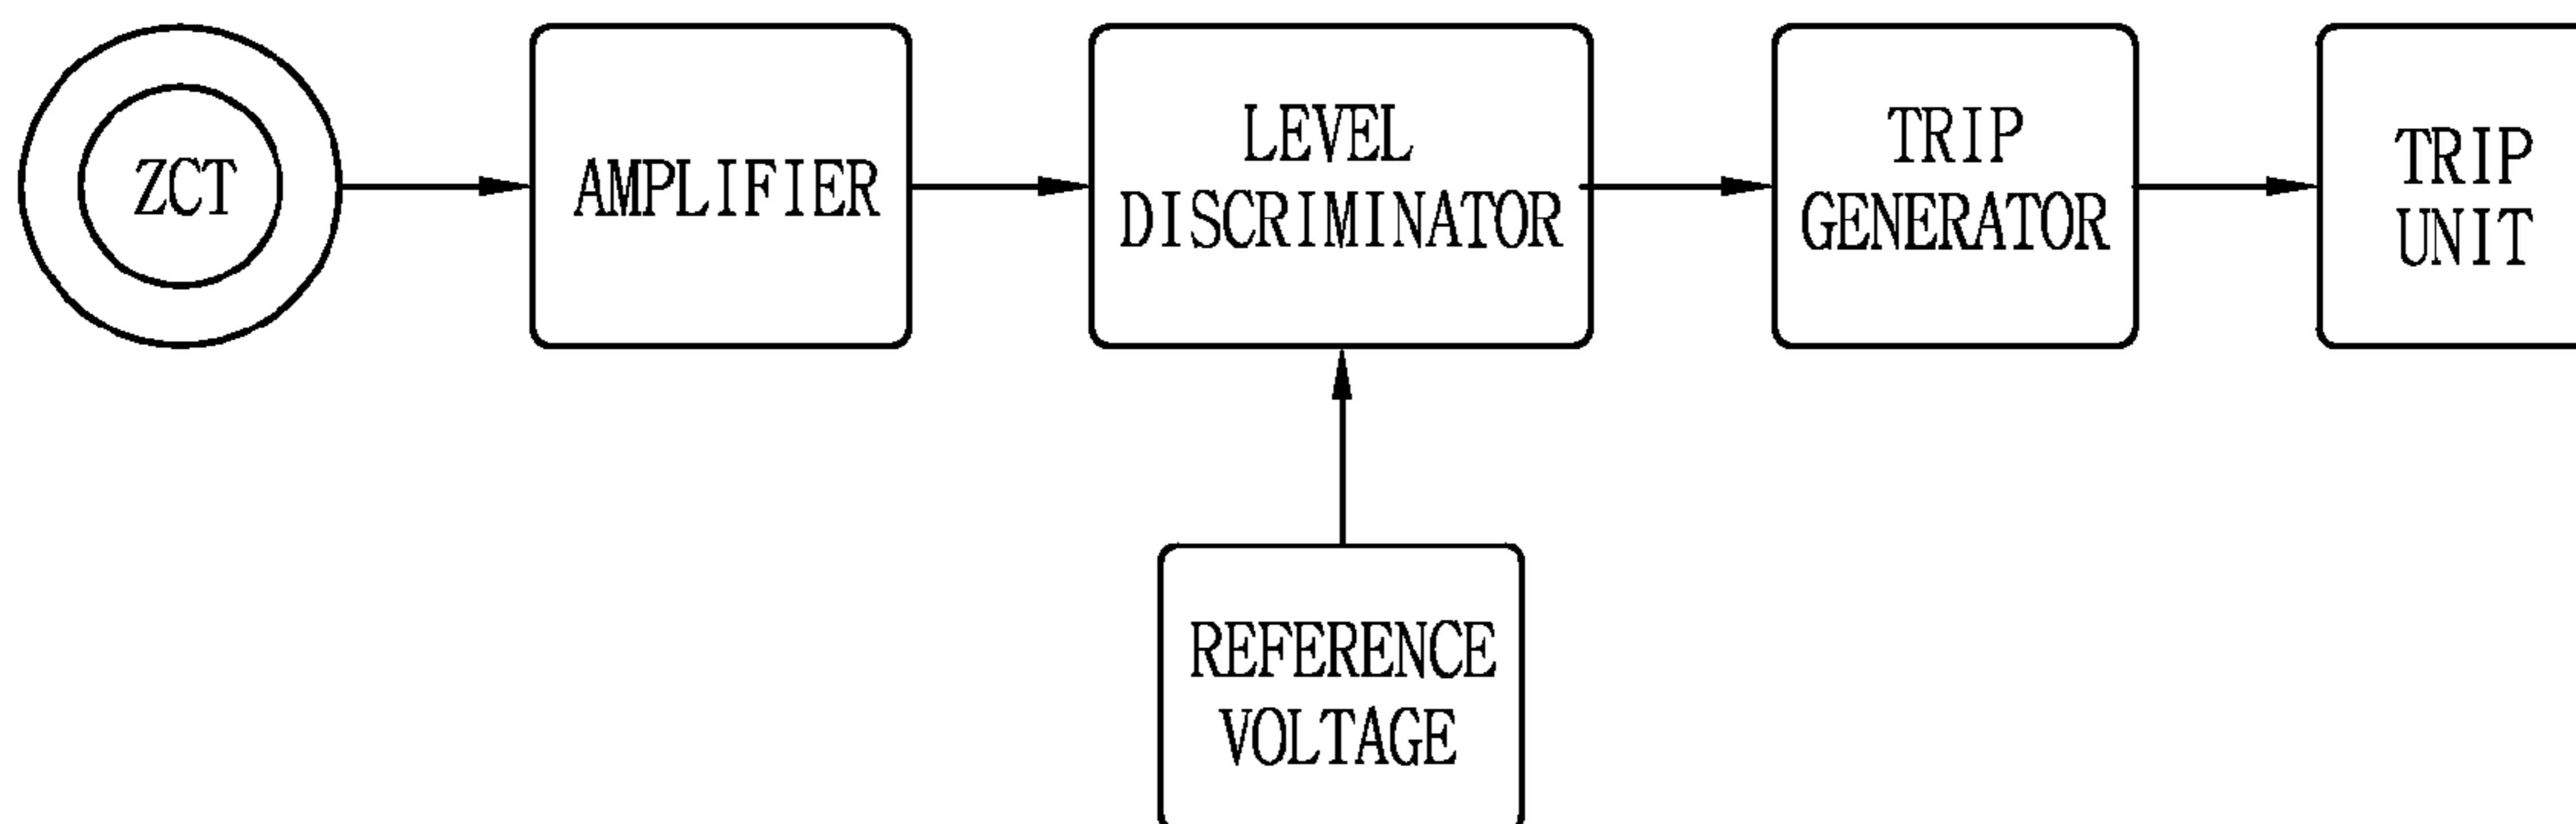 ZCT
AMPLIFIER
LEVEL
DISCRIMINATOR
TRIP
GENERATOR
TRIP
UNIT
REFERENCE
VOLTAGE